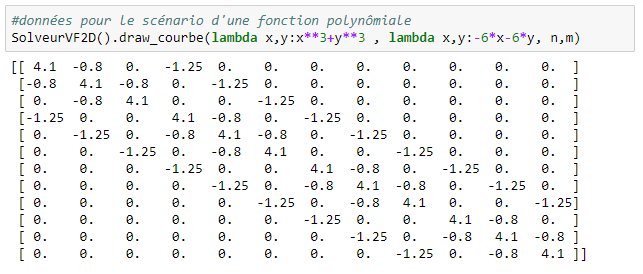 #données pour le scénario d'une fonction polynômiale
SolveurVF2D().draw_courbe(lambda x,y:x**3+y**3 , lambda x,y:-6*x-6*y, n,m)
[[ 4.1 -0.8 0. -1.25 0. 0. 0. 0. 0. 0. 0. 0. ]
[-0.8 4.1 -0.8 0. -1.25 0. 0. 0. 0. 0. 0. 0. ]
[ 0. -0.8 4.1 0. 0. -1.25 0. 0. 0. 0. 0. 0. ]
[-1.25 0. 0. 4.1 -0.8 0. -1.25 0. 0. 0. 0. 0. ]
[ 0. -1.25 0. -0.8 4.1 -0.8 0. -1.25 0. 0. 0. 0. ]
[ 0. 0. -1.25 0. -0.8 4.1 0. 0. -1.25 0. 0. 0. ]
[ 0. 0. 0. -1.25 0. 0. 4.1 -0.8 0. -1.25 0. 0. ]
[ 0. 0. 0. 0. -1.25 0. -0.8 4.1 -0.8 0. -1.25 0. ]
[ 0. 0. 0. 0. 0. -1.25 0. -0.8 4.1 0. 0. -1.25]
[ 0. 0. 0. 0. 0. 0. -1.25 0. 0. 4.1 -0.8 0. ]
[ 0. 0. 0. 0. 0. 0. 0. -1.25 0. -0.8 4.1 -0.8 ]
[ 0. 0. 0. 0. 0. 0. 0. 0. -1.25 0. -0.8 4.1 ]]